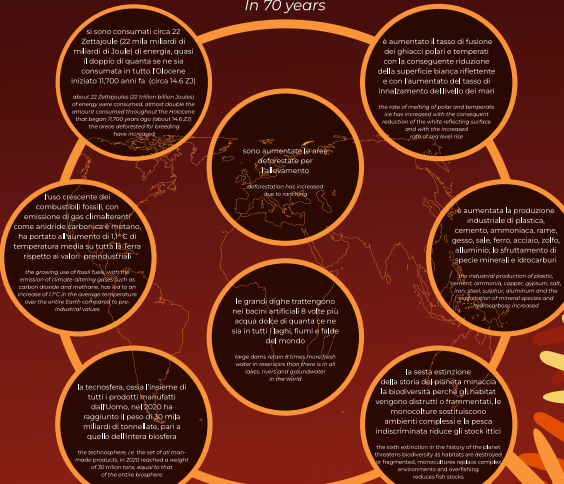 In 70 years
si sono consumati circa 22
Zettajoule (22 mila miliardi di
miliardi di Joule) di energia, quasi
il doppio di quanta se ne sia
consumata in tutto l'Olocene
iniziato 11,700 anni fa (circa 14.6 ZJ)
about 22 Zettajoules (22 trillion billion Joules)
of energy were consumed, almost double the
amount consumed throughout the Holocene
that began 11,700 years ago (about 14.6 ZJ)
the areas deforested for breeding
have increased
è aumentato il tasso di fusione
dei ghiacci polari e temperati
con la conseguente riduzione
della superficie bianca riflettente
e con l'aumentato del tasso di
innalzamento del livello dei mari
the rate of melting of polar and temperate
ice has increased with the consequent
reduction of the white reflecting surface
and with the increased
rate of sea level rise
sono aumentate le aree
deforestate per
l'allevamento
deforestation has increased
due to ranching
l'uso crescente dei
combustibili fossili, con
emissione di gas climalteranti
come anidride carbonica e metano,
ha portato all'aumento di 1,1° C di
temperatura media su tutta la Terra
rispetto ai valori preindustriali
the growing use of fossil fuels, with the
emission of climate-altering gases such as
carbon dioxide and methane, has led to an
increase of 1.1°C in the average temperature
over the entire Earth compared to pre-
industrial values
è aumentata la produzione
industriale di plastica,
cemento, ammoniaca, rame,
gesso, sale, ferro, acciaio, zolfo,
alluminio; lo sfruttamento di
specie minerali e idrocarburi
the industrial production of plastic,
cement, ammonia, copper, gypsum, salt,
iron, steel, sulphur, aluminum and the
exploitation of mineral species and
hydrocarbons increased
le grandi dighe trattengono
nei bacini artificiali 8 volte più
acqua dolce di quanta ce ne
sia in tutti i laghi, fiumi e falde
del mondo
large dams retain 8 times more fresh
water in reservoirs than there is in all
lakes, rivers and groundwater
in the World
la tecnosfera, ossia l'insieme di
tutti i prodotti manufatti
dall'Uomo, nel 2020 ha
raggiunto il peso di 30 mila
miliardi di tonnellate, pari a
quello dell'intera biosfera
the technosphere, i.e. the set of all man-
made products, in 2020 reached a weight
of 30 trillion tons, equal to that
of the entire biosphere
la sesta estinzione
della storia del pianeta minaccia
la biodiversità perché gli habitat
vengono distrutti o frammentati, le
monocolture sostituiscono
ambienti complessi e la pesca
indiscriminata riduce gli stock ittici
the sixth extinction in the history of the planet
threatens biodiversity as habitats are destroyed
or fragmented, monocultures replace complex
environments and overfishing
reduces fish stocks